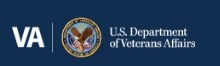 VA
U.S. Department
of Veterans Affairs